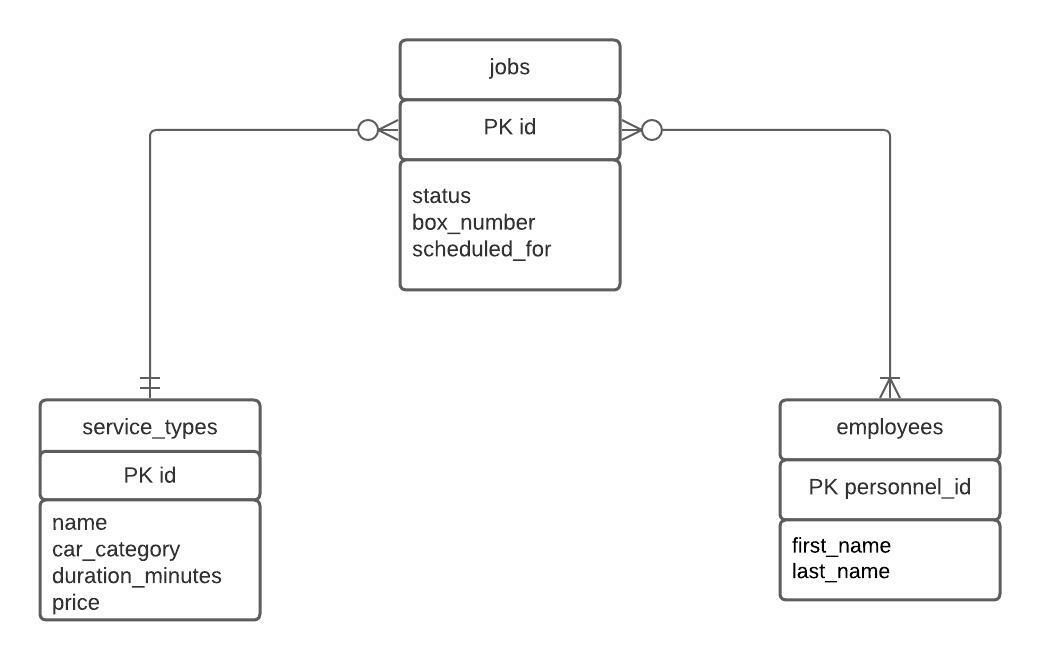 jobs
PK id
status
box_number
scheduled_for
service_types
PK id
name
car_category
duration_minutes
price
employees
PK personnel_id
first_name
last_name